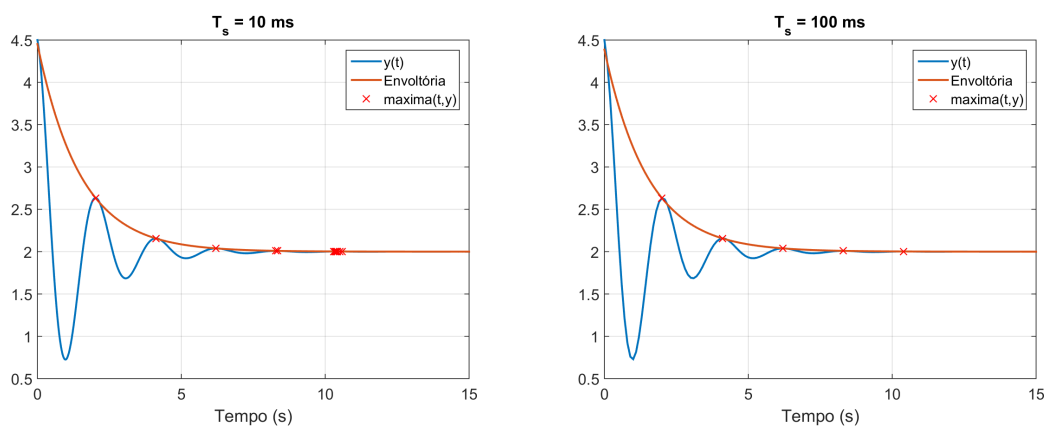 T_s = 10 ms
4.5
4
3.5
3
2.5
2
1.5
1
0.5
0
5
10
15
Tempo (s)
y(t)
Envoltória
maxima(t,y)
T_s = 100 ms
4.5
4
3.5
3
2.5
2
1.5
1
0.5
0
5
10
15
Tempo (s)
y(t)
Envoltória
maxima(t,y)